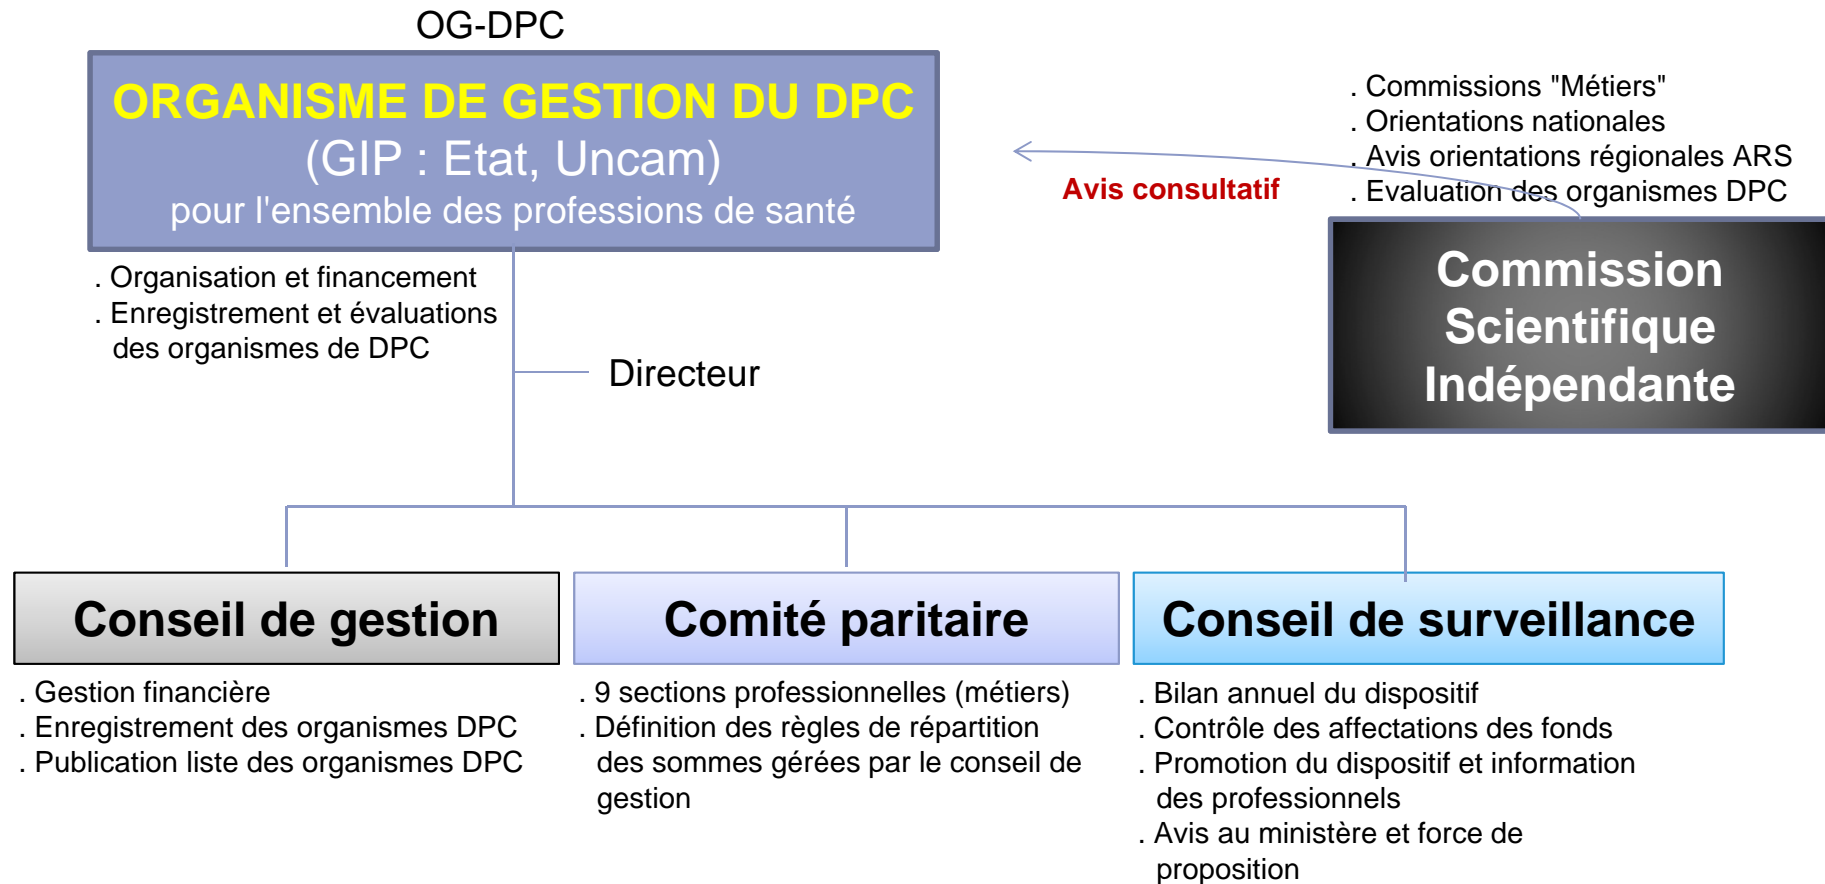 OG-DPC
ORGANISME DE GESTION DU DPC
(GIP : Etat, Uncam)
pour l'ensemble des professions de santé
. Organisation et financement
. Enregistrement et évaluations
des organismes de DPC
Directeur
Avis consultatif
. Commissions "Métiers"
. Orientations nationales
. Avis orientations régionales ARS
. Evaluation des organismes DPC
Commission
Scientifique
Indépendante
Conseil de gestion
. Gestion financière
. Enregistrement des organismes DPC
. Publication liste des organismes DPC
Comité paritaire
. 9 sections professionnelles (métiers)
. Définition des règles de répartition
des sommes gérées par le conseil de
gestion
Conseil de surveillance
. Bilan annuel du dispositif
. Contrôle des affectations des fonds
. Promotion du dispositif et information
des professionnels
. Avis au ministère et force de
proposition